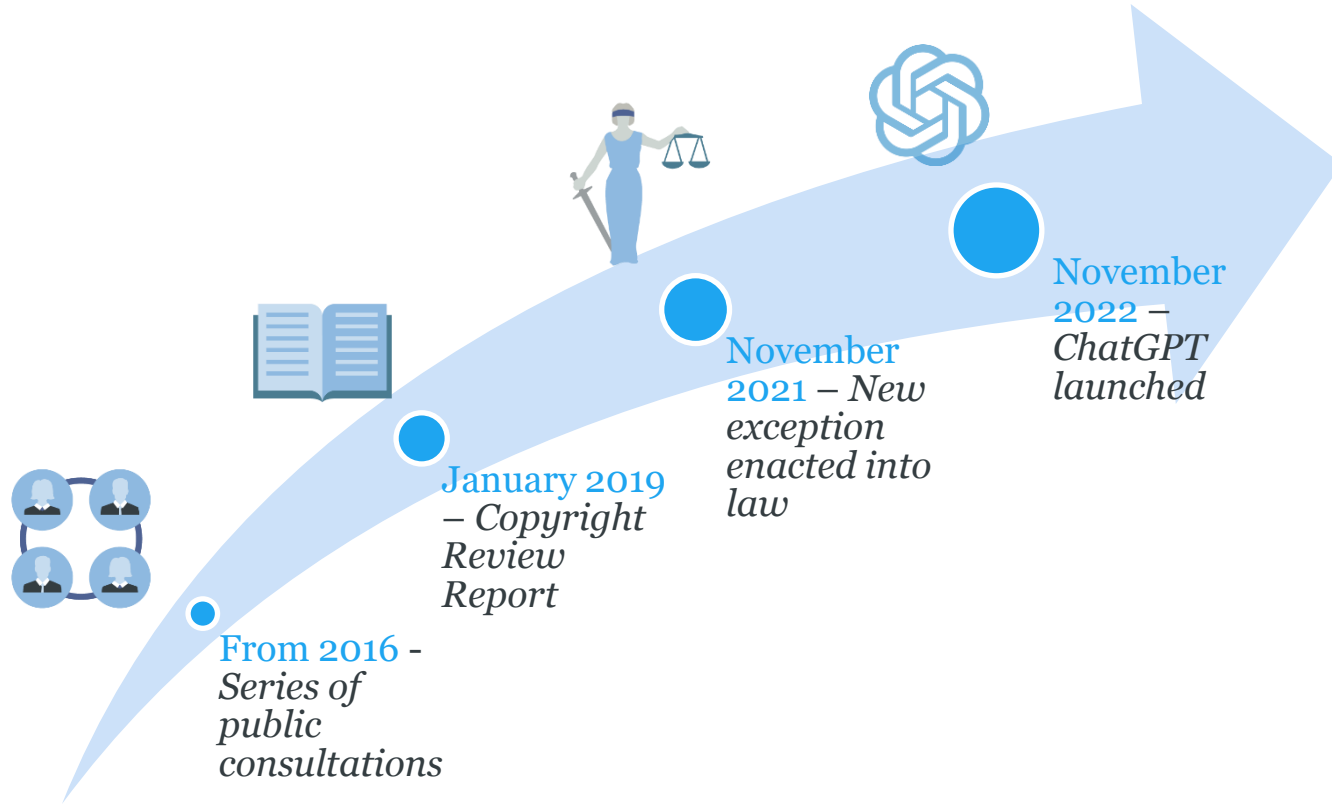 From 2016 -
Series of
public
consultations
January 2019
– Copyright
Review
Report
November
2021 – New
exception
enacted into
law
November
2022 –
ChatGPT
launched